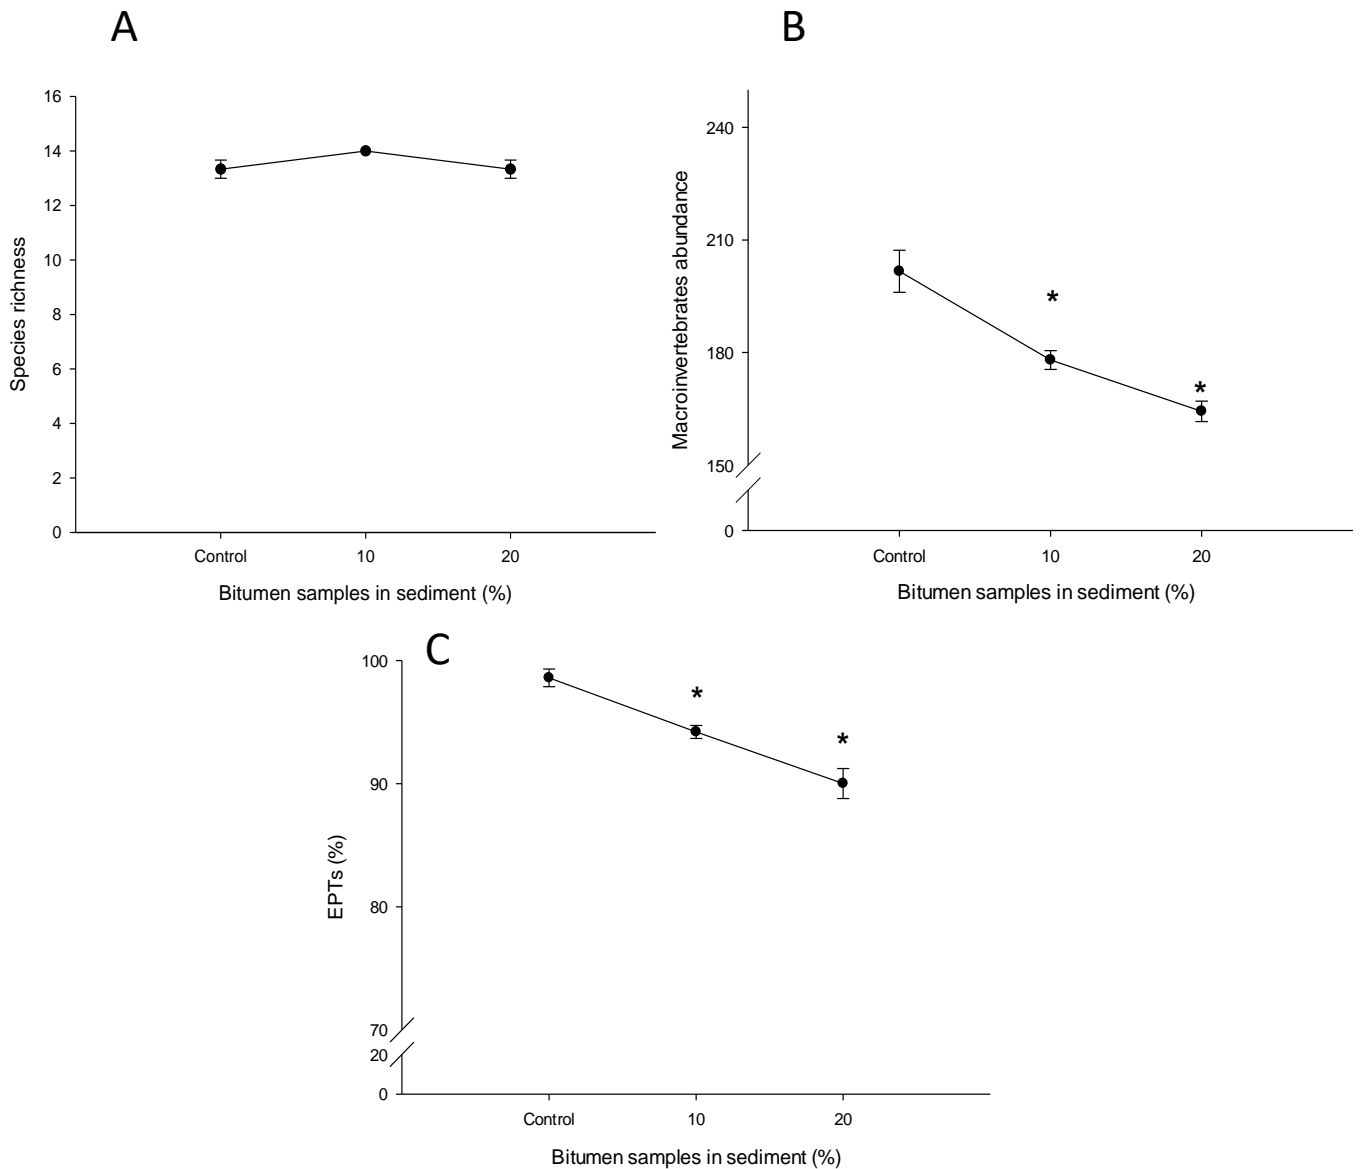 A
B
16
14
12
10
8
6
4
2
0
Species richness
Control 10 20
Bitumen samples in sediment (%)
240
210
180
150
0
Macroinvertebrates abundance
*
*
Control 10 20
Bitumen samples in sediment (%)
C
100
90
80
70
20
0
EPTs (%)
*
*
Control 10 20
Bitumen samples in sediment (%)